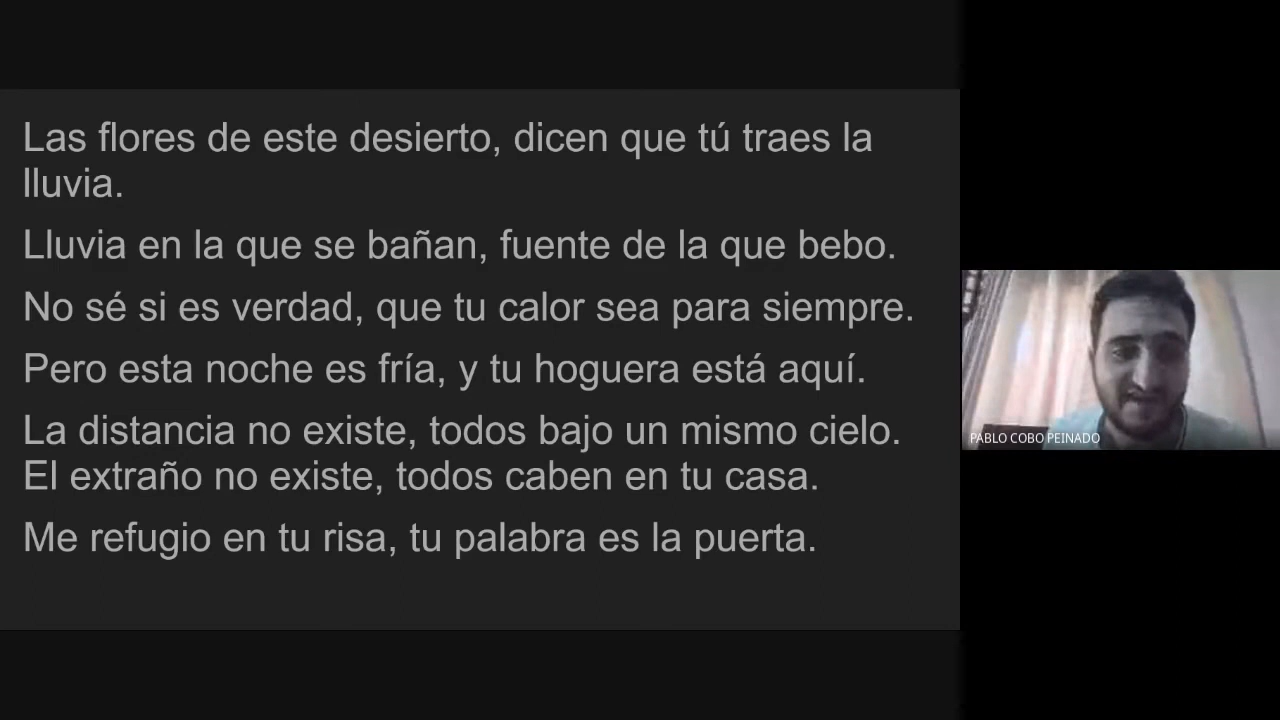 Las flores de este desierto, dicen que tú traes la
lluvia.
Lluvia en la que se bañan, fuente de la que bebo.
No sé si es verdad, que tu calor sea para siempre.
Pero esta noche es fría, y tu hoguera está aquí.
La distancia no existe, todos bajo un mismo cielo.
El extraño no existe, todos caben en tu casa.
Me refugio en tu risa, tu palabra es la puerta.
PABLO COBO PEINADO